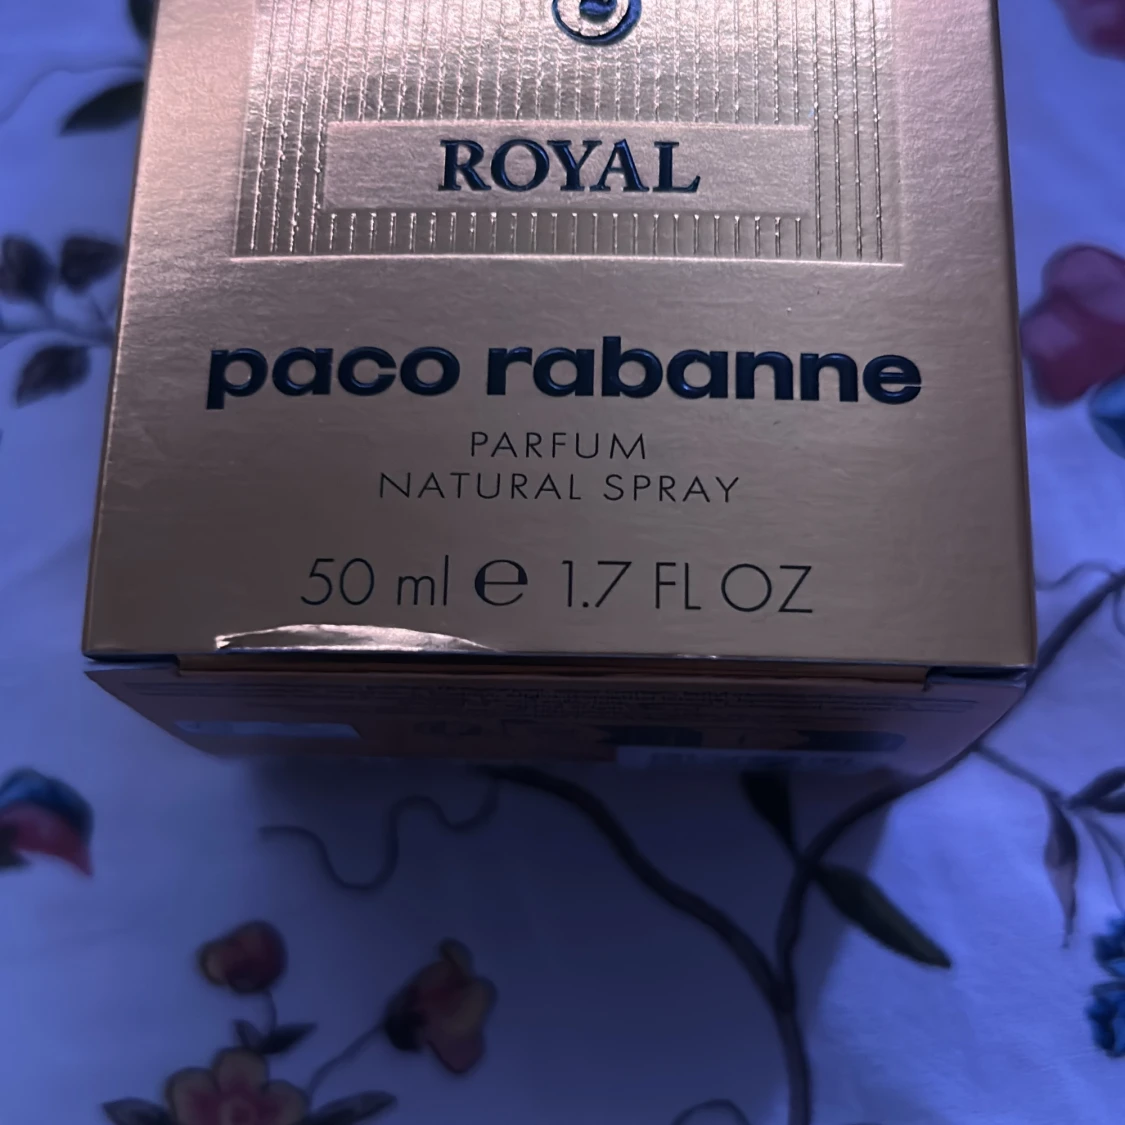 ROYAL
paco rabanne
PARFUM
NATURAL SPRAY
50 ml ℮ 1.7 FL OZ